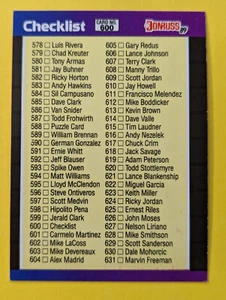 Checklist
CARD NO.
600
DONRUSS
89
578 □ Luis Rivera
579 □ Chad Kreuter
580 □ Tony Armas
581 □ Jay Buhner
582 □ Ricky Horton
583 □ Andy Hawkins
584 □ Sil Campusano
585 □ Dave Clark
586 □ Van Snider
587 □ Todd Frohwirth
588 □ Puzzle Card
589 □ William Brennan
590 □ German Gonzalez
591 □ Ernie Whitt
592 □ Jeff Blauser
593 □ Spike Owen
594 □ Matt Williams
595 □ Lloyd McClendon
596 □ Steve Ontiveros
597 □ Scott Medvin
598 □ Hipolito Pena
599 □ Jerald Clark
600 □ Checklist
601 □ Carmelo Martinez
602 □ Mike LaCoss
603 □ Mike Devereaux
604 □ Alex Madrid
605 □ Gary Redus
606 □ Lance Johnson
607 □ Terry Clark
608 □ Manny Trillo
609 □ Scott Jordan
610 □ Jay Howell
611 □ Francisco Melendez
612 □ Mike Boddicker
613 □ Kevin Brown
614 □ Dave Valle
615 □ Tim Laudner
616 □ Andy Nezelek
617 □ Chuck Crim
618 □ Jack Savage
619 □ Adam Peterson
620 □ Todd Stottlemyre
621 □ Lance Blankenship
622 □ Miguel Garcia
623 □ Keith Miller
624 □ Ricky Jordan
625 □ Ernest Riles
626 □ John Moses
627 □ Nelson Liriano
628 □ Mike Smithson
629 □ Scott Sanderson
630 □ Dale Mohorcic
631 □ Marvin Freeman